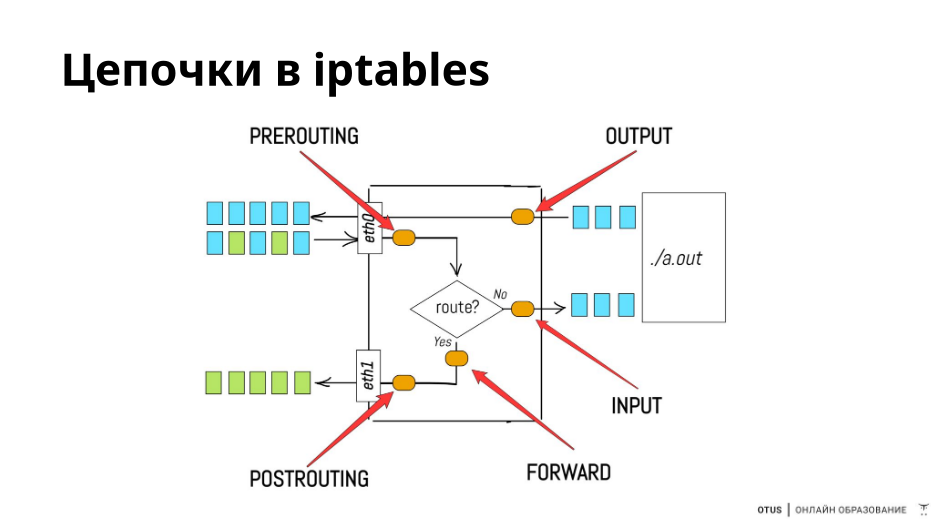 Цепочки в iptables
PREROUTING
OUTPUT
eth0
./a.out
No
route?
Yes
eth1
INPUT
POSTROUTING
FORWARD
OTUS | ОНЛАЙН ОБРАЗОВАНИЕ